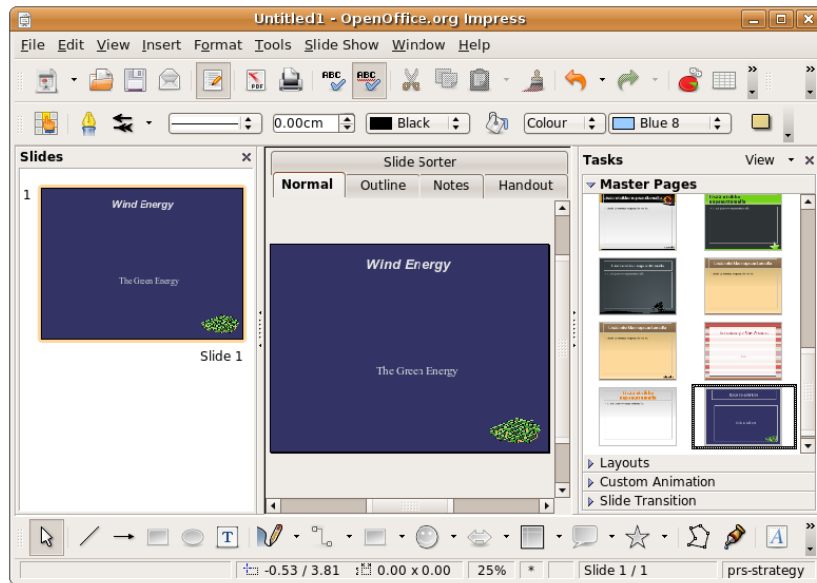 Untitled1 - OpenOffice.org Impress
File Edit View Insert Format Tools Slide Show Window Help
PDF ABC ABC
0.00cm Black Colour Blue 8
Slides
1
Wind Energy
The Green Energy
Slide 1
Slide Sorter
Normal Outline Notes Handout
Wind Energy
The Green Energy
Tasks View
Master Pages
Layouts
Custom Animation
Slide Transition
T A
-0.53 / 3.81 0.00 x 0.00 25% * Slide 1 / 1 prs-strategy